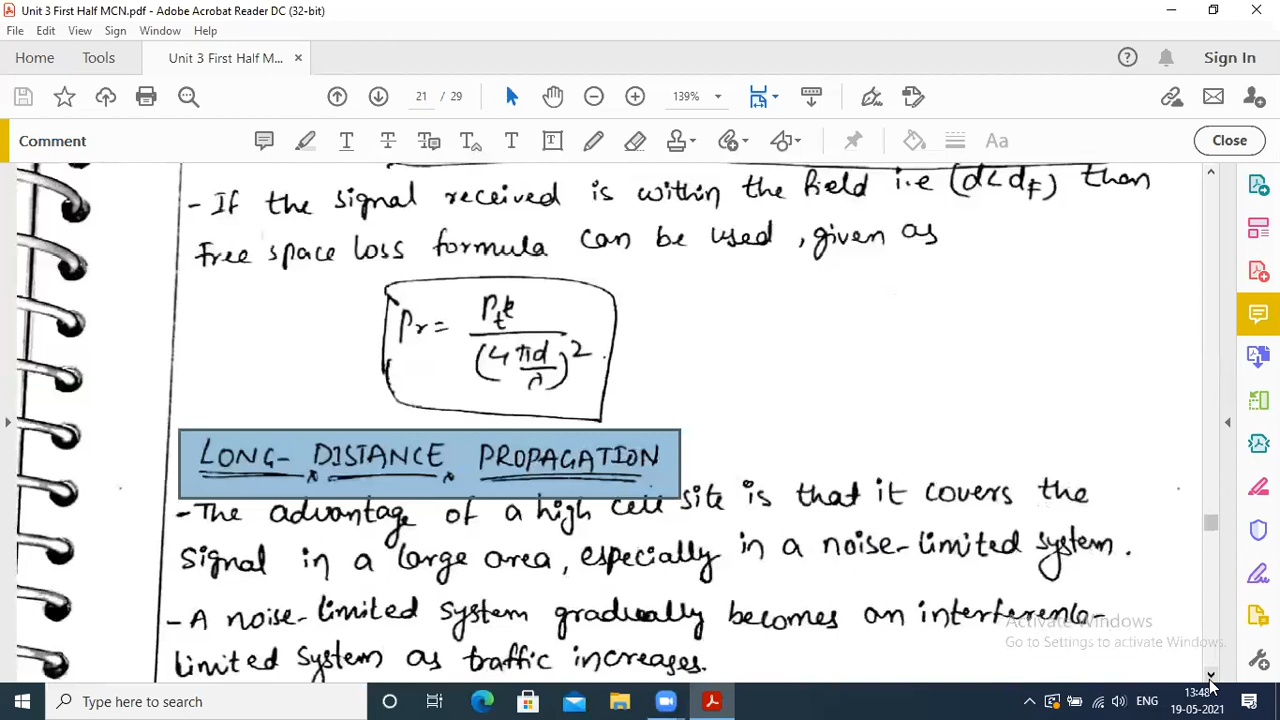 Unit 3 First Half MCN.pdf - Adobe Acrobat Reader DC (32-bit)
File Edit View Sign Window Help
Home Tools Unit 3 First Half M... × Sign In
21 / 29 139%
Comment Close
- If the signal received is within the field i.e (d < dF) than
free space loss formula can be used, given as
Pr = Pt / (4πd/λ)²
LONG-DISTANCE PROPAGATION
- The advantage of a high cell site is that it covers the
signal in a large area, especially in a noise-limited system.
- A noise-limited system gradually becomes an interference-
limited system as traffic increases.
Activate Windows
Go to Settings to activate Windows.
Type here to search
ENG
13:48
19-05-2021